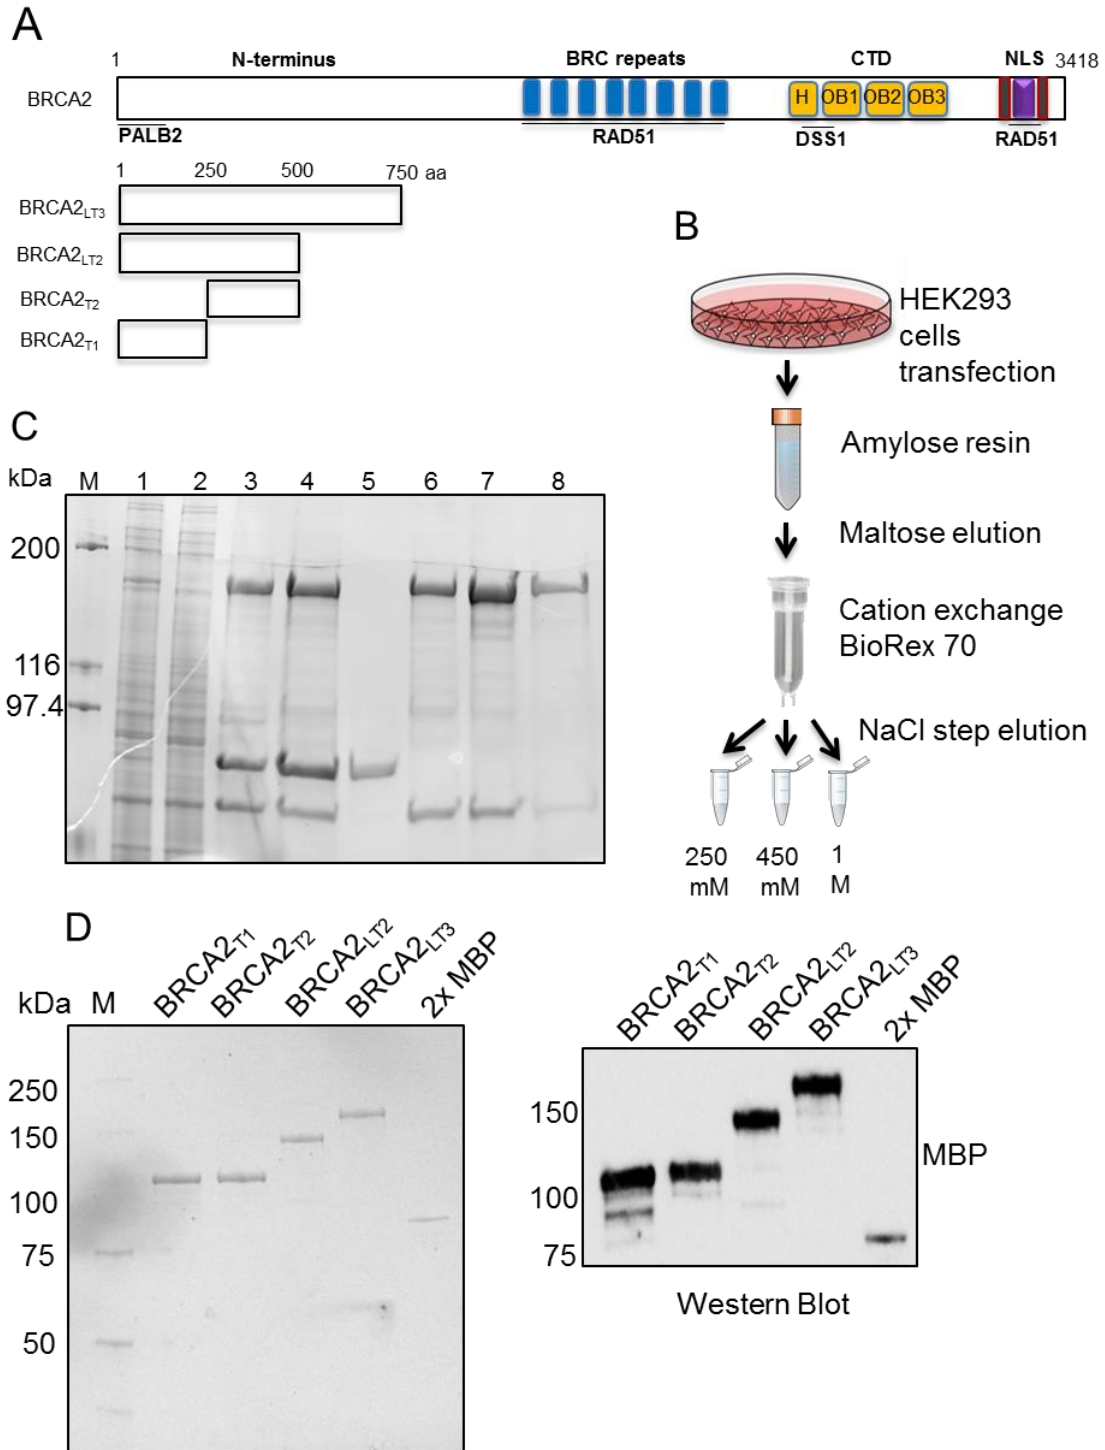 A
1 N-terminus BRC repeats CTD NLS 3418
BRCA2 H OB1 OB2 OB3
PALB2 RAD51 DSS1 RAD51
1 250 500 750 aa
BRCA2LT3
BRCA2LT2
BRCA2T2
BRCA2T1
B
HEK293
cells
transfection
Amylose resin
Maltose elution
Cation exchange
BioRex 70
NaCl step elution
250 450 1
mM mM M
C
kDa M 1 2 3 4 5 6 7 8
200
116
97.4
D
kDa M BRCA2T1 BRCA2T2 BRCA2LT2 BRCA2LT3 2x MBP
250
150
100
75
50
BRCA2T1 BRCA2T2 BRCA2LT2 BRCA2LT3 2x MBP
150
100
75
MBP
Western Blot